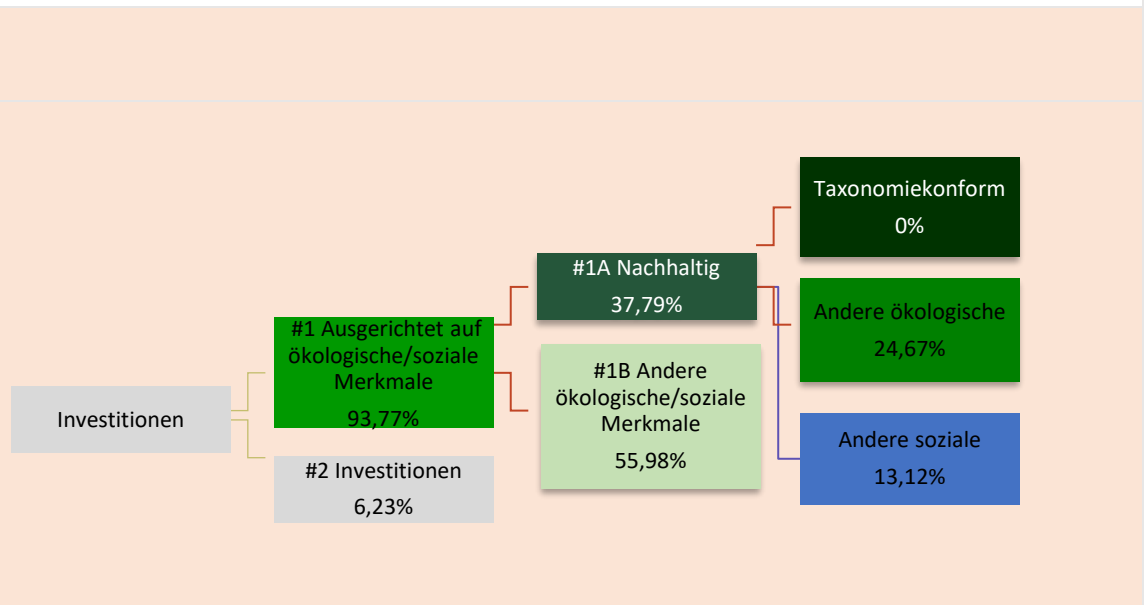 Investitionen
#1 Ausgerichtet auf
ökologische/soziale
Merkmale
93,77%
#2 Investitionen
6,23%
#1A Nachhaltig
37,79%
#1B Andere
ökologische/soziale
Merkmale
55,98%
Taxonomiekonform
0%
Andere ökologische
24,67%
Andere soziale
13,12%